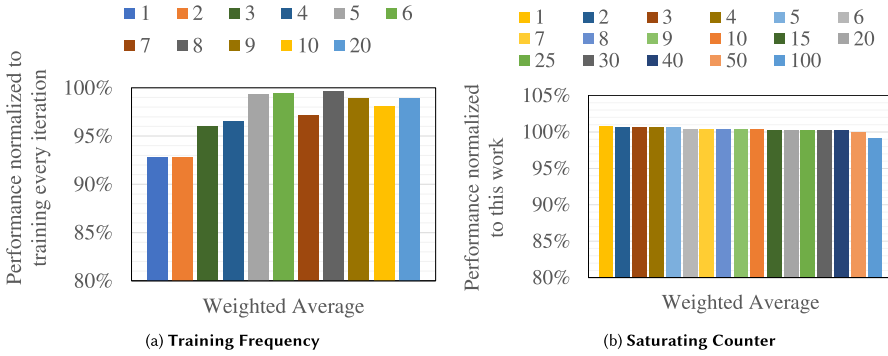 1 2 3 4 5 6
7 8 9 10 20
Performance normalized to
training every iteration
100%
95%
90%
85%
80%
Weighted Average
(a) Training Frequency
1 2 3 4 5 6
7 8 9 10 15 20
25 30 40 50 100
Performance normalized
to this work
105%
100%
95%
90%
85%
80%
Weighted Average
(b) Saturating Counter